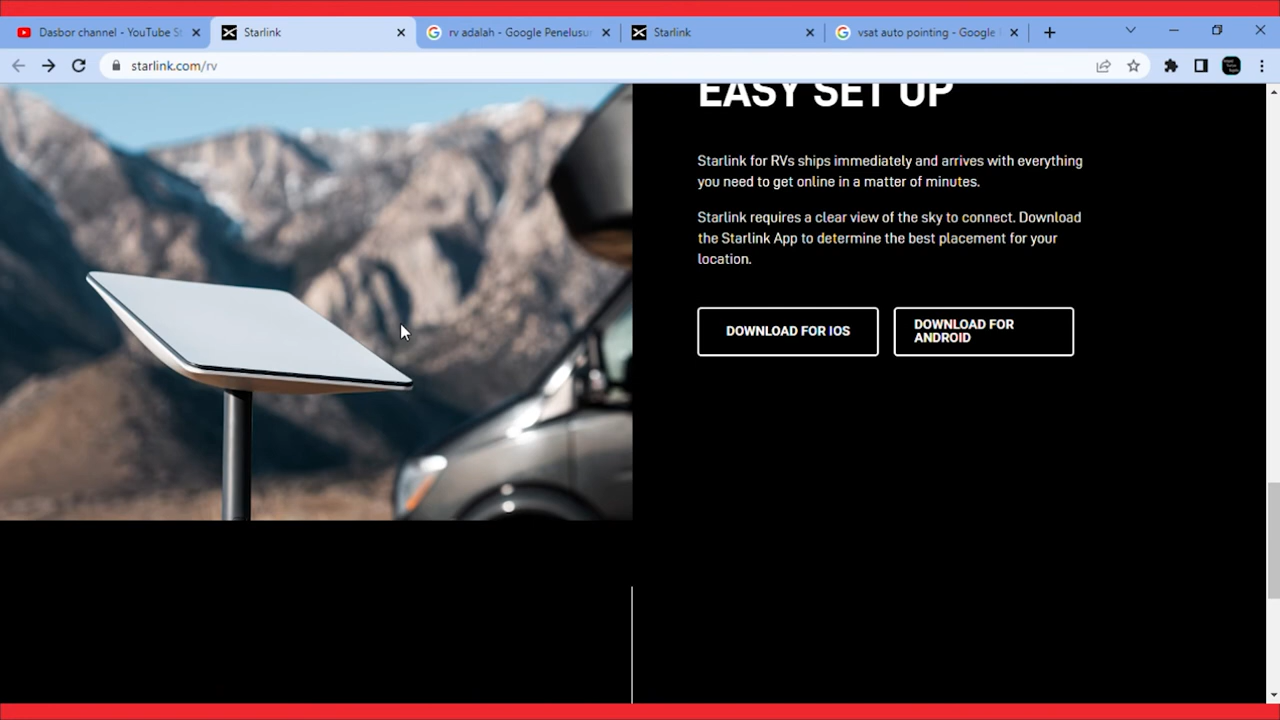 Dasbor channel - YouTube St
Starlink
rv adalah - Google Penelusur
Starlink
vsat auto pointing - Google
starlink.com/rv
EASY SET UP
Starlink for RVs ships immediately and arrives with everything
you need to get online in a matter of minutes.
Starlink requires a clear view of the sky to connect. Download
the Starlink App to determine the best placement for your
location.
DOWNLOAD FOR IOS
DOWNLOAD FOR
ANDROID